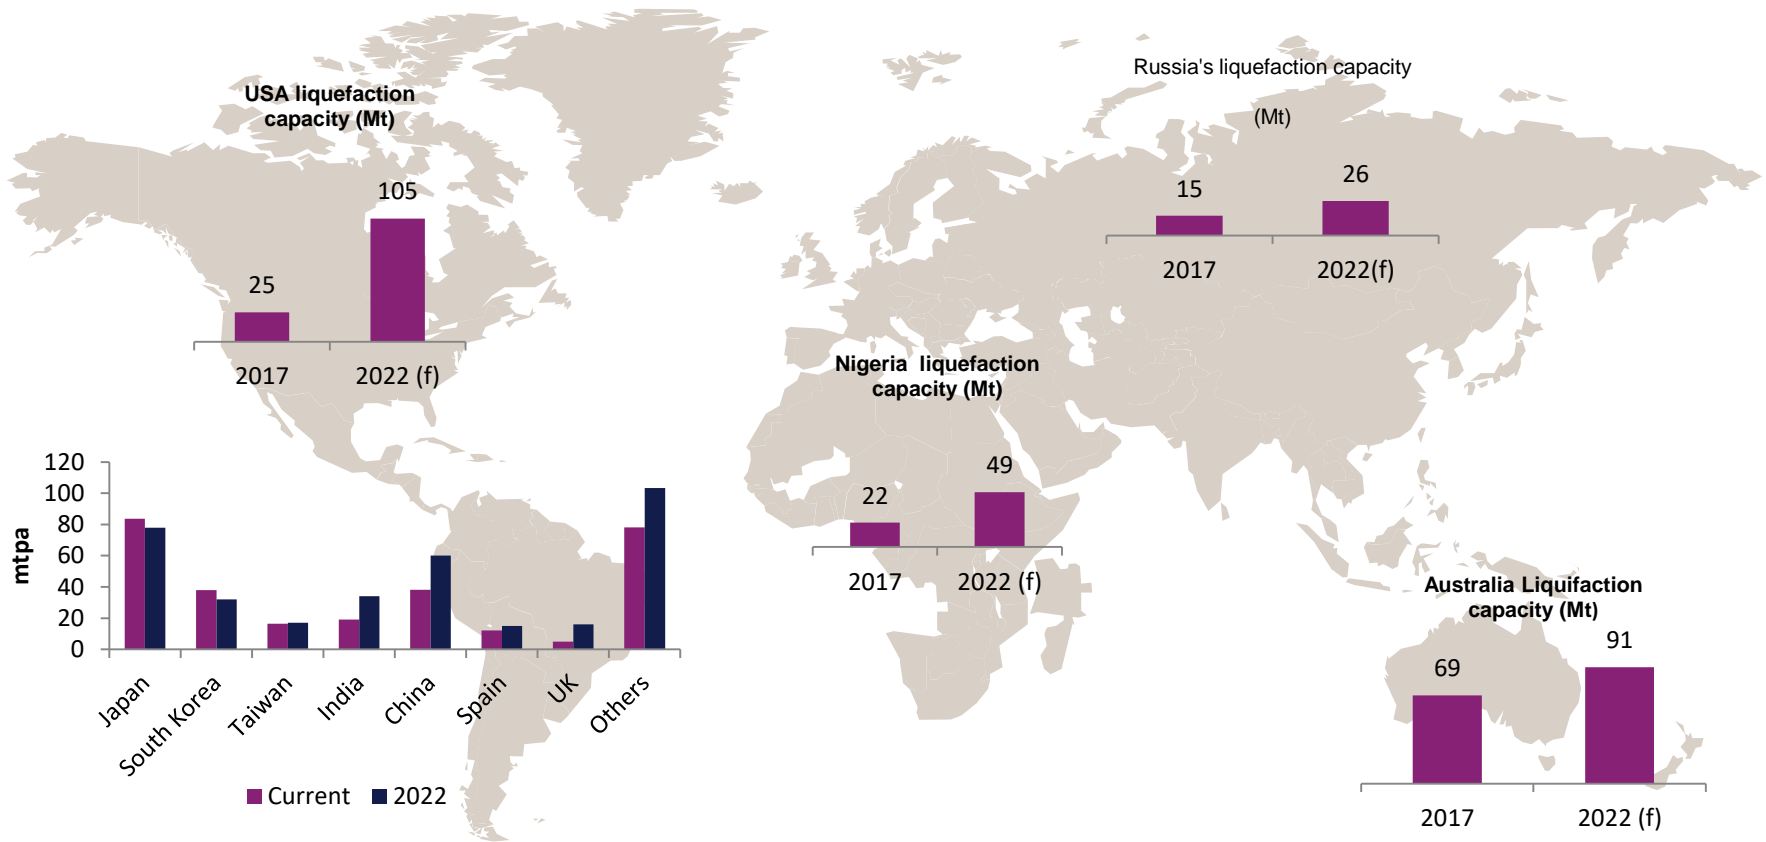 USA liquefaction
capacity (Mt)
105
25
2017
2022 (f)
Russia's liquefaction capacity
(Mt)
15
26
2017
2022(f)
Nigeria  liquefaction
capacity (Mt)
49
22
2017
2022 (f)
Australia Liquifaction
capacity (Mt)
91
69
2017
2022 (f)
mtpa
120
100
80
60
40
20
0
Japan
South Korea
Taiwan
India
China
Spain
UK
Others
Current
2022